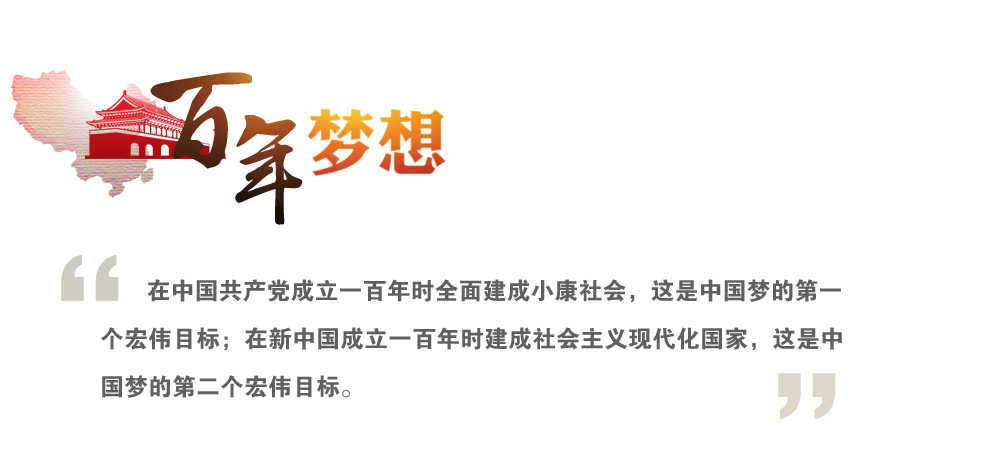 百年梦想
在中国共产党成立一百年时全面建成小康社会，这是中国梦的第一
个宏伟目标；在新中国成立一百年时建成社会主义现代化国家，这是中
国梦的第二个宏伟目标。